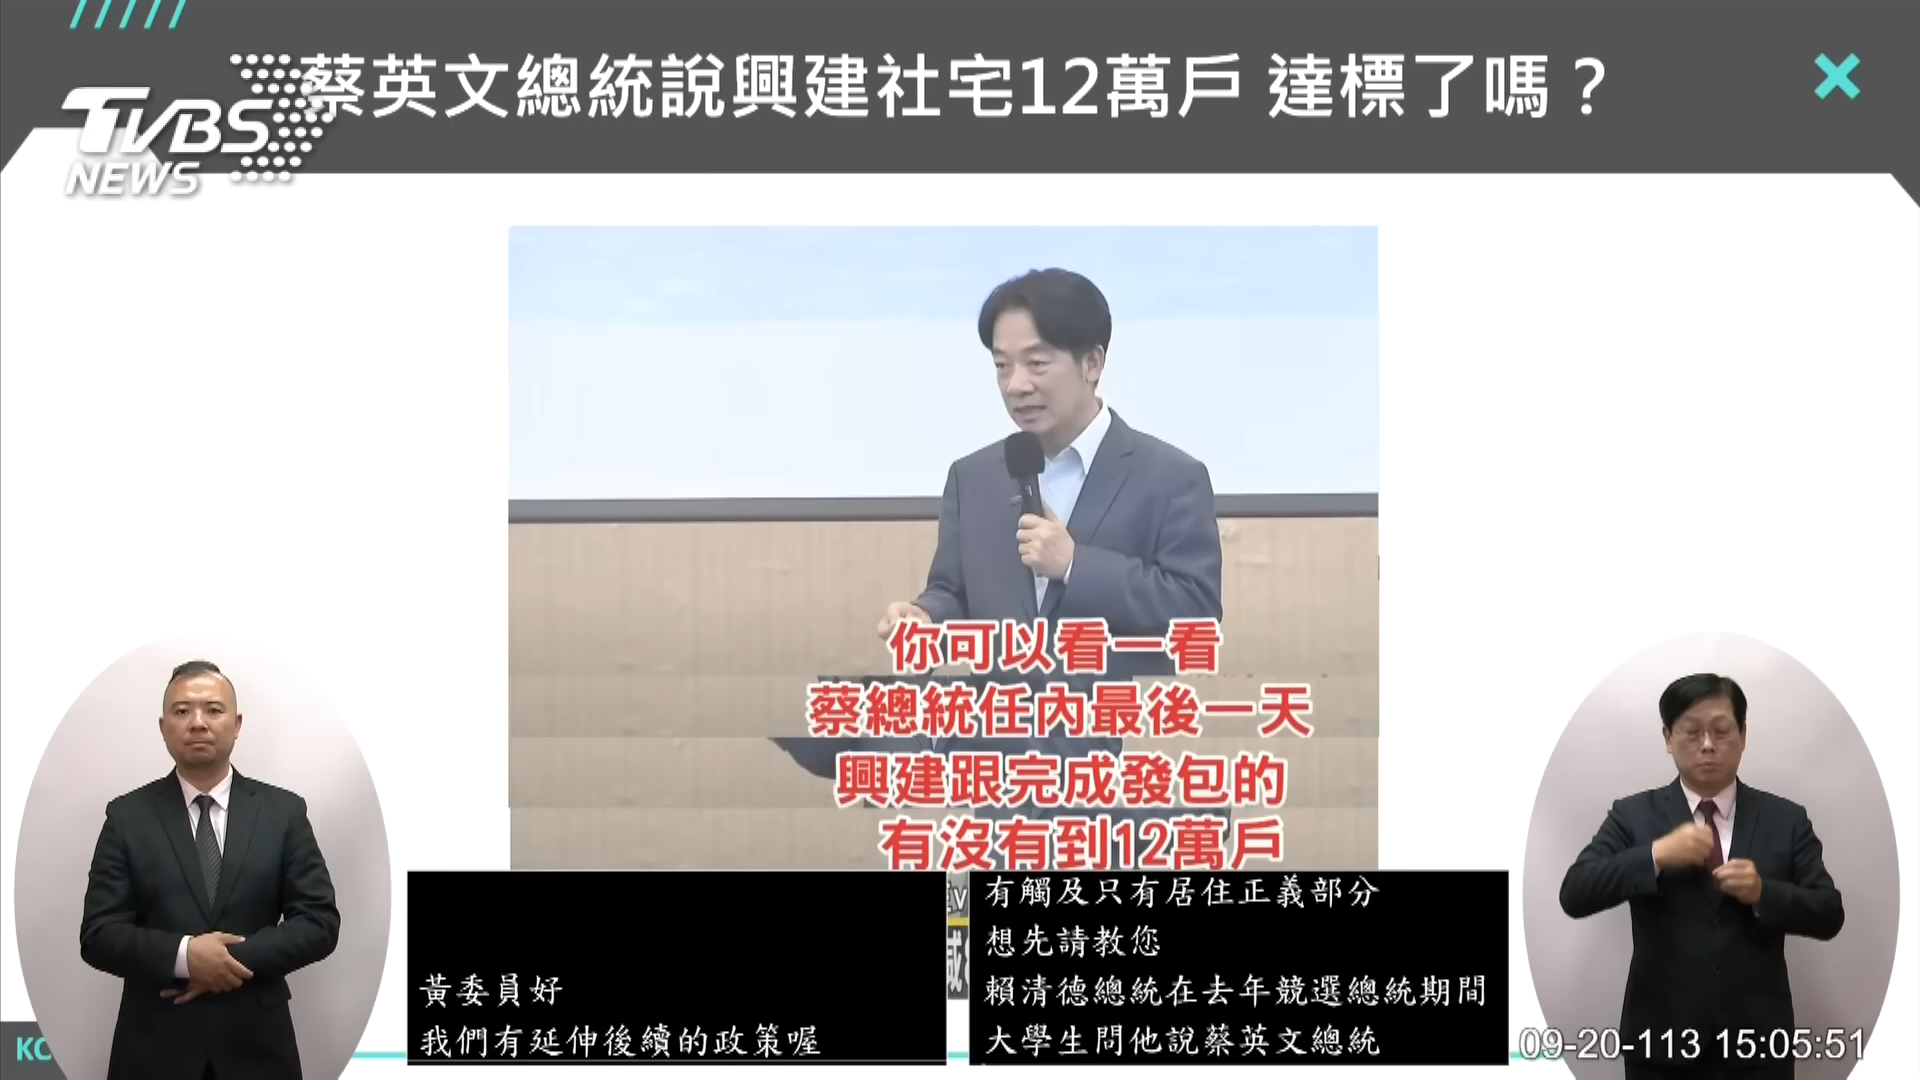 蔡英文總統說興建社宅12萬戶 達標了嗎？
TVBS
NEWS
你可以看一看
蔡總統任內最後一天
興建跟完成發包的
有沒有到12萬戶
黃委員好
我們有延伸後續的政策喔
有觸及只有居住正義部分
想先請教您
賴清德總統在去年競選總統期間
大學生問他說蔡英文總統
KC
09-20-113 15:05:51